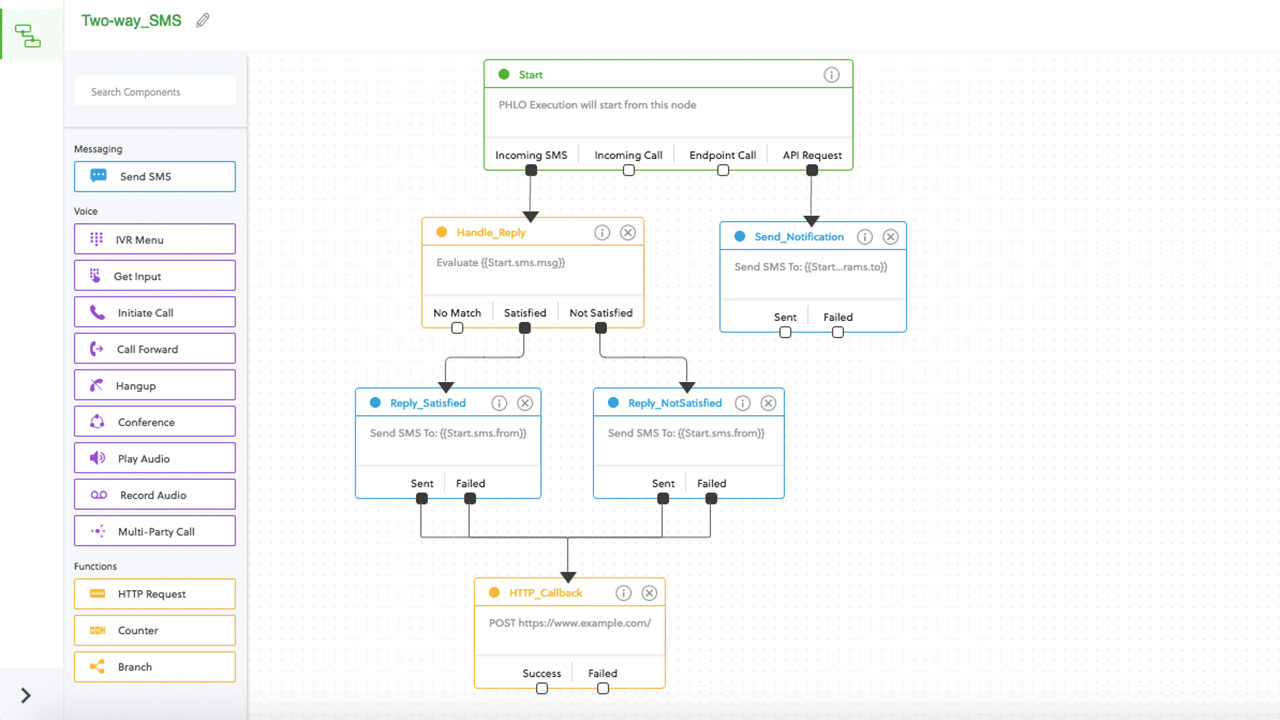 Two-way_SMS
Search Components
Messaging
Send SMS
Voice
IVR Menu
Get Input
Initiate Call
Call Forward
Hangup
Conference
Play Audio
Record Audio
Multi-Party Call
Functions
HTTP Request
Counter
Branch
Start
PHLO Execution will start from this node
Incoming SMS Incoming Call Endpoint Call API Request
Handle_Reply
Evaluate {{Start.sms.msg}}
No Match Satisfied Not Satisfied
Send_Notification
Send SMS To: {{Start...rams.to}}
Sent Failed
Reply_Satisfied
Send SMS To: {{Start.sms.from}}
Sent Failed
Reply_NotSatisfied
Send SMS To: {{Start.sms.from}}
Sent Failed
HTTP_Callback
POST https://www.example.com/
Success Failed